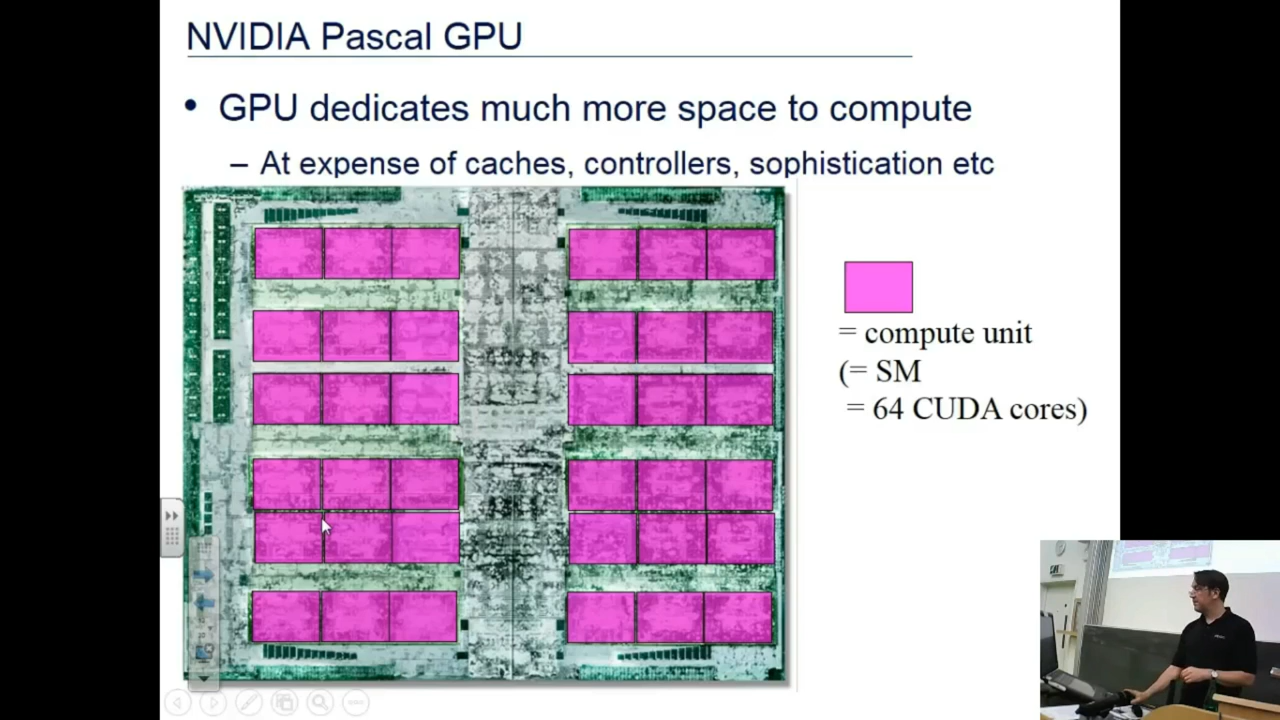 NVIDIA Pascal GPU
• GPU dedicates much more space to compute
– At expense of caches, controllers, sophistication etc
= compute unit
(= SM
= 64 CUDA cores)